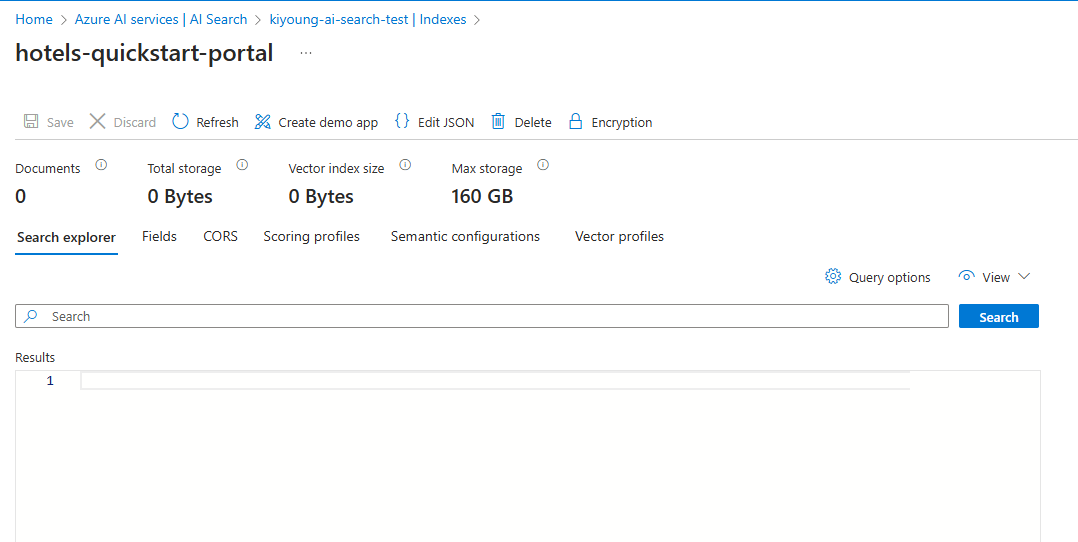 Home > Azure AI services | AI Search > kiyoung-ai-search-test | Indexes >
hotels-quickstart-portal ...
Save Discard Refresh Create demo app {} Edit JSON Delete Encryption
Documents Total storage Vector index size Max storage
0 0 Bytes 0 Bytes 160 GB
Search explorer Fields CORS Scoring profiles Semantic configurations Vector profiles
Query options View
Search Search
Results
1